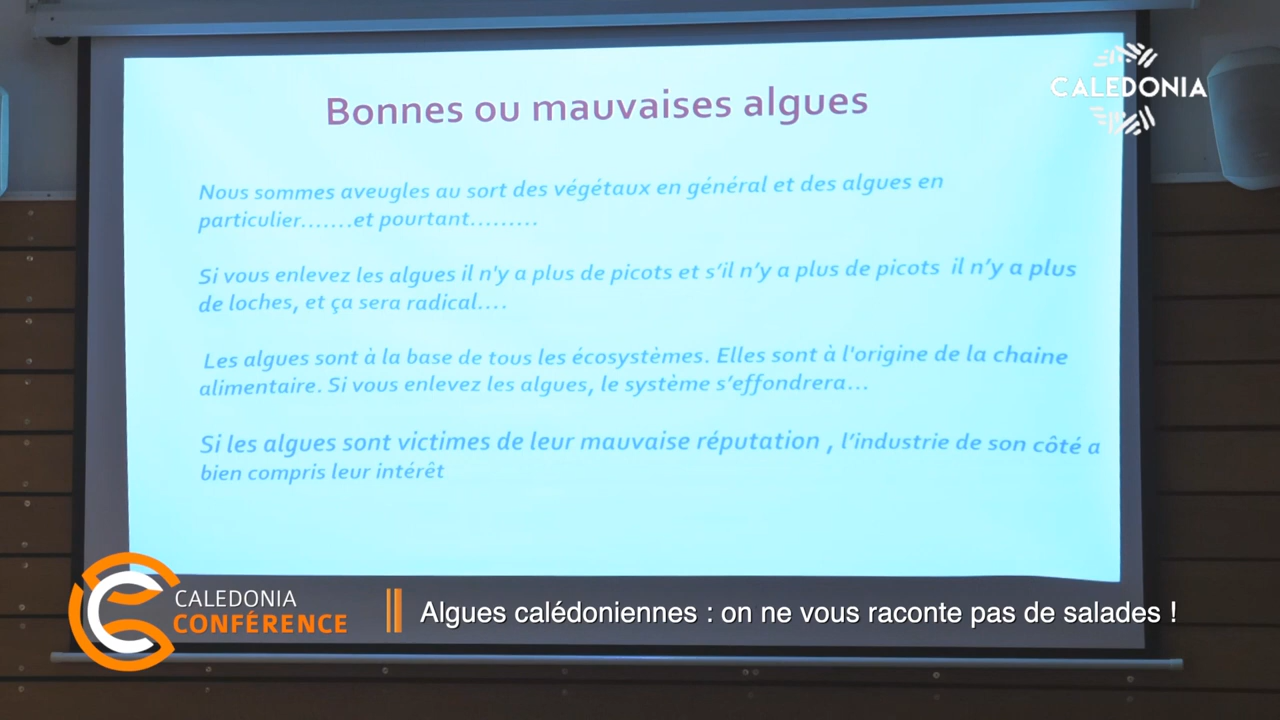 CALEDONIA
Bonnes ou mauvaises algues
Nous sommes aveugles au sort des végétaux en général et des algues en
particulier.......et pourtant.........
Si vous enlevez les algues il n'y a plus de picots et s’il n’y a plus de picots il n’y a plus
de loches, et ça sera radical....
Les algues sont à la base de tous les écosystèmes. Elles sont à l'origine de la chaine
alimentaire. Si vous enlevez les algues, le système s’effondrera...
Si les algues sont victimes de leur mauvaise réputation , l’industrie de son côté a
bien compris leur intérêt
CALEDONIA
CONFÉRENCE
Algues calédoniennes : on ne vous raconte pas de salades !